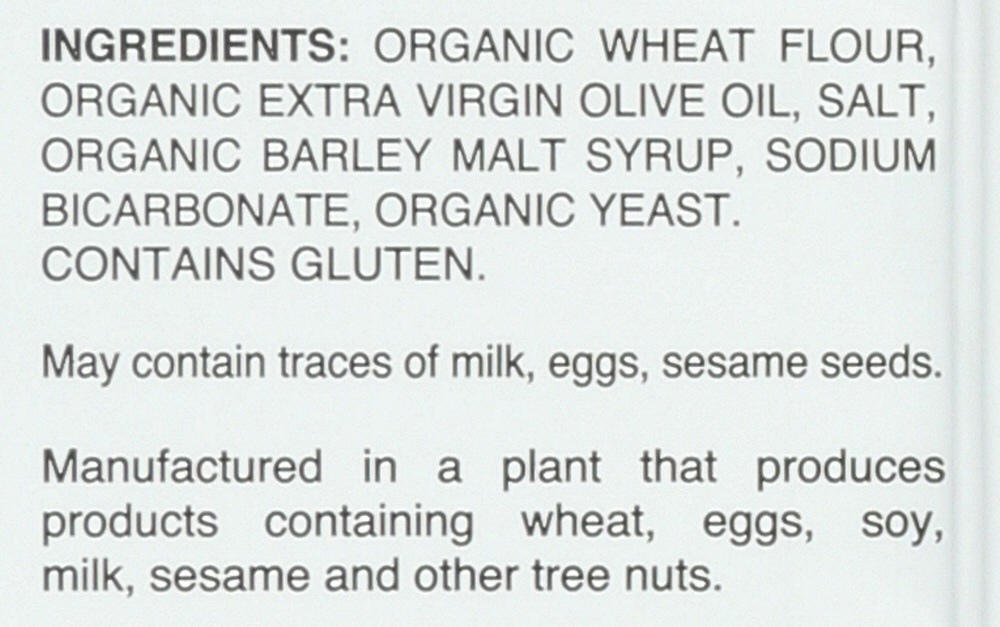 INGREDIENTS: ORGANIC WHEAT FLOUR,
ORGANIC EXTRA VIRGIN OLIVE OIL, SALT,
ORGANIC BARLEY MALT SYRUP, SODIUM
BICARBONATE, ORGANIC YEAST.
CONTAINS GLUTEN.
May contain traces of milk, eggs, sesame seeds.
Manufactured in a plant that produces
products containing wheat, eggs, soy,
milk, sesame and other tree nuts.